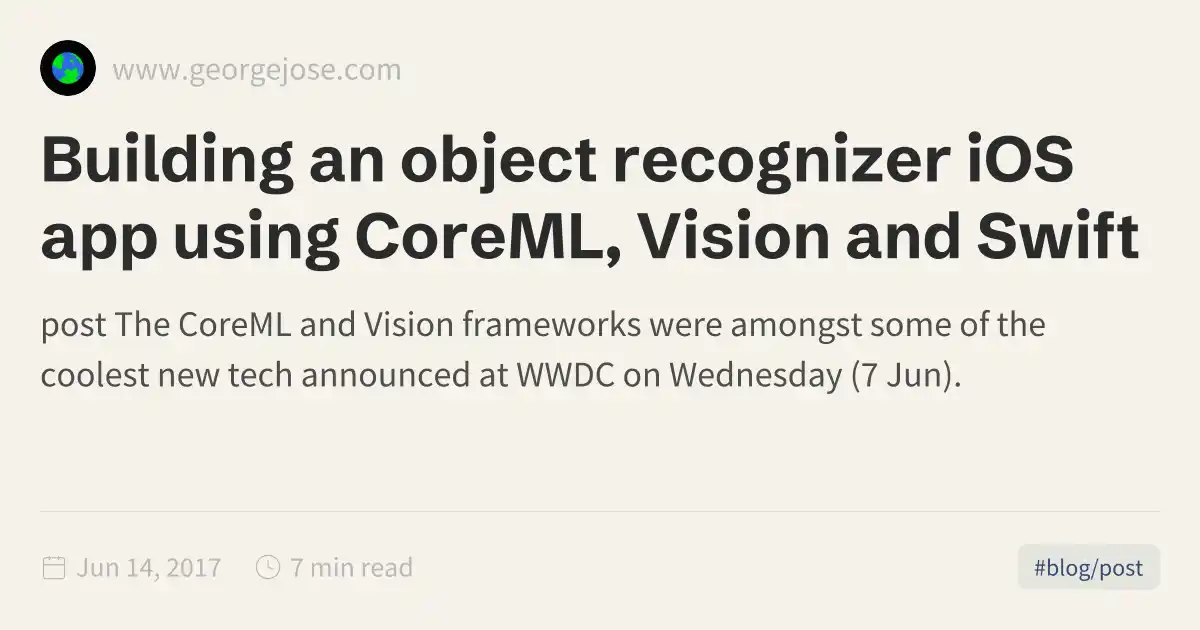 www.georgejose.com
Building an object recognizer iOS
app using CoreML, Vision and Swift
post The CoreML and Vision frameworks were amongst some of the
coolest new tech announced at WWDC on Wednesday (7 Jun).
Jun 14, 2017 7 min read #blog/post